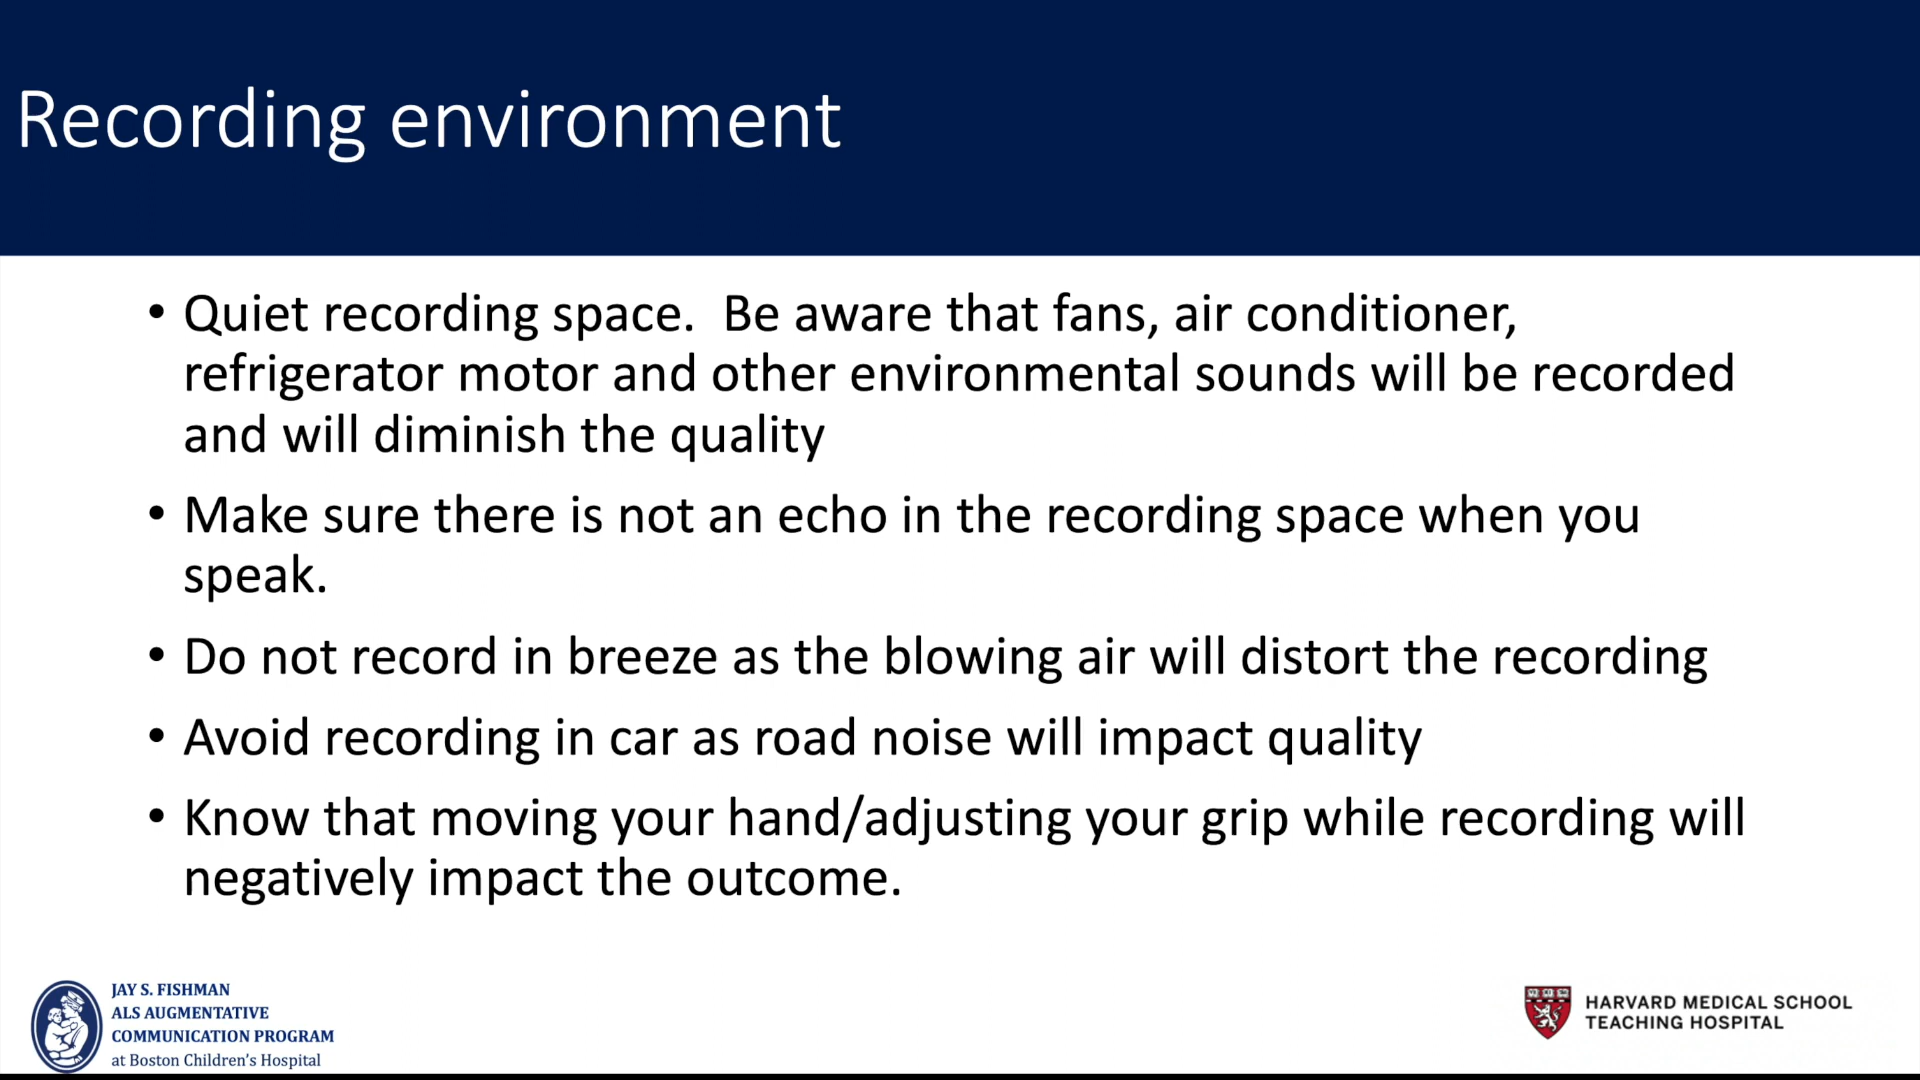 Recording environment
• Quiet recording space.  Be aware that fans, air conditioner,
refrigerator motor and other environmental sounds will be recorded
and will diminish the quality
• Make sure there is not an echo in the recording space when you
speak.
• Do not record in breeze as the blowing air will distort the recording
• Avoid recording in car as road noise will impact quality
• Know that moving your hand/adjusting your grip while recording will
negatively impact the outcome.
JAY S. FISHMAN
ALS AUGMENTATIVE
COMMUNICATION PROGRAM
at Boston Children's Hospital
HARVARD MEDICAL SCHOOL
TEACHING HOSPITAL